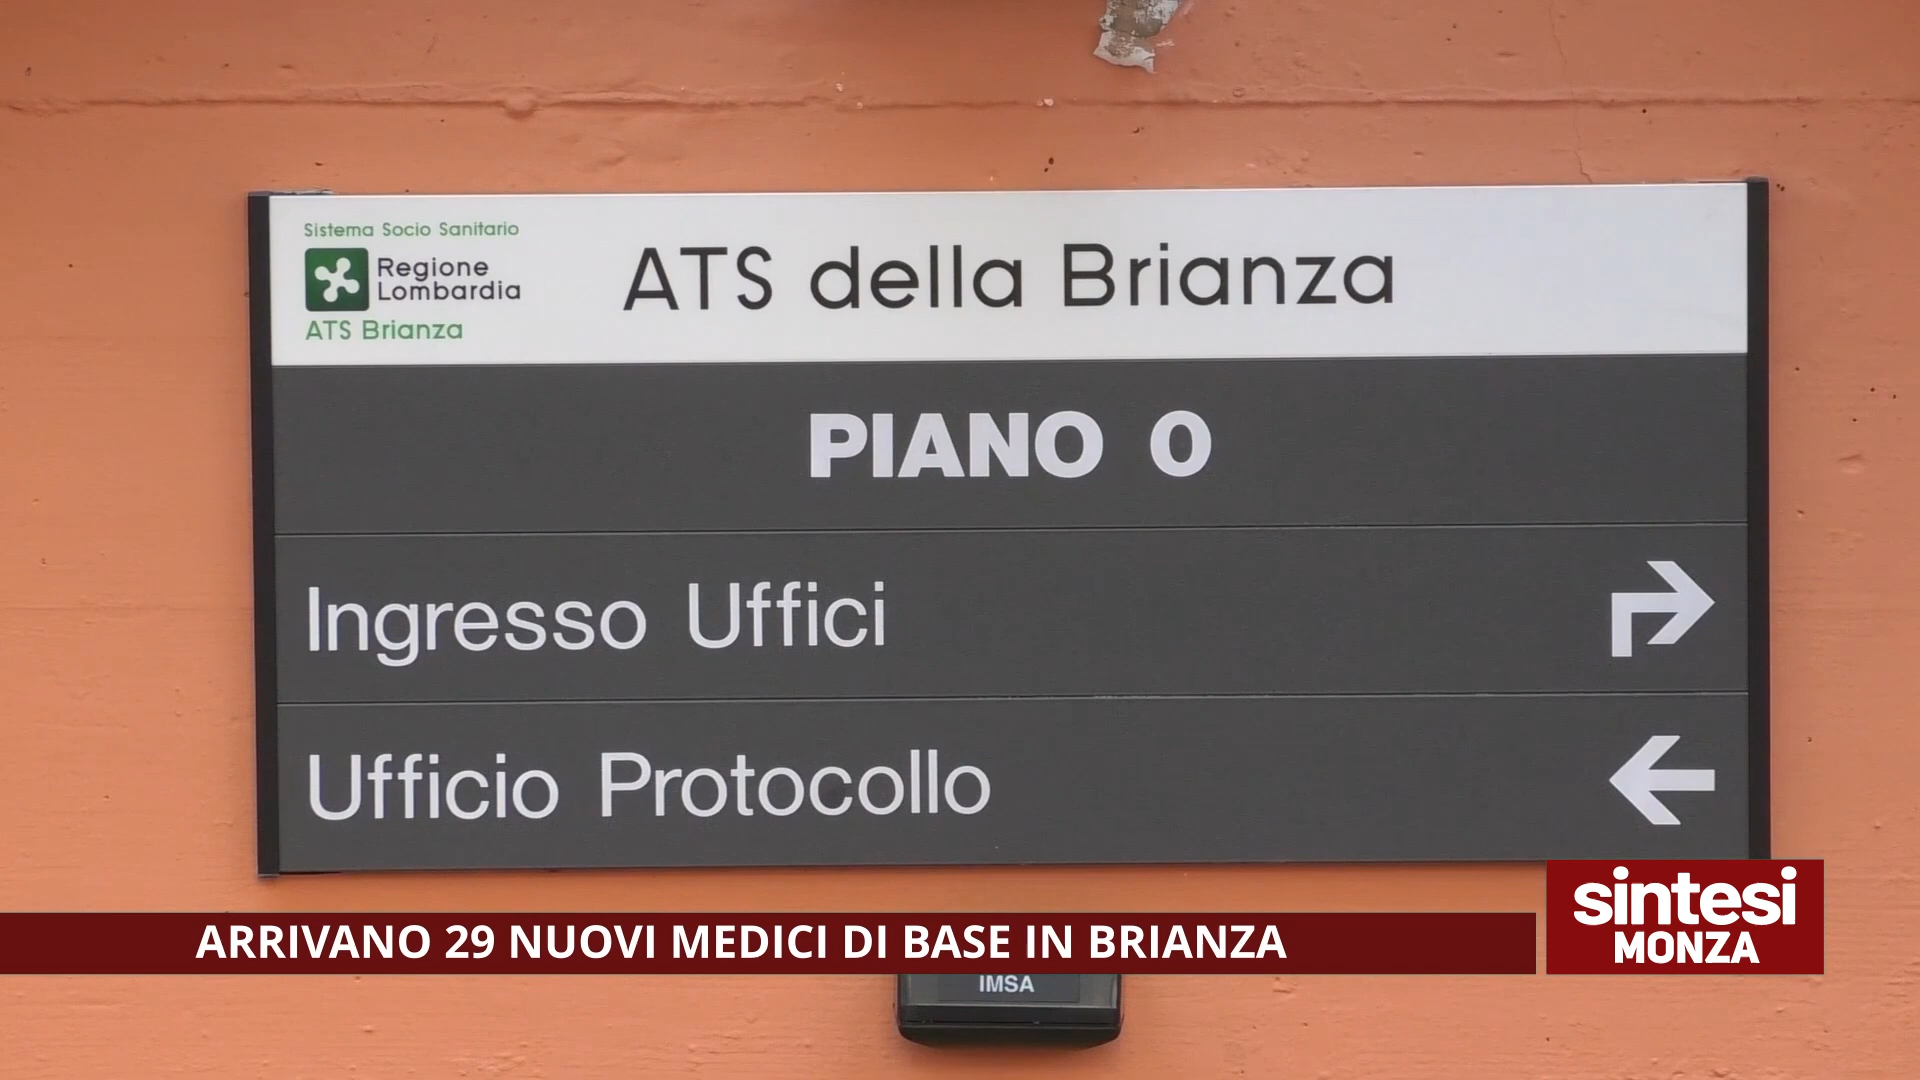 Sistema Socio Sanitario
Regione
Lombardia
ATS Brianza
ATS della Brianza
PIANO 0
Ingresso Uffici
Ufficio Protocollo
sintesi
MONZA
ARRIVANO 29 NUOVI MEDICI DI BASE IN BRIANZA
IMSA